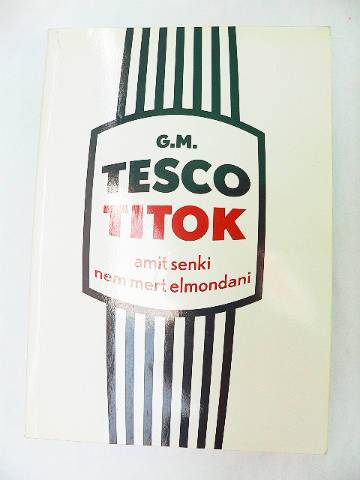 G.M.
TESCO
TITOK
amit senki
nem mert elmondani